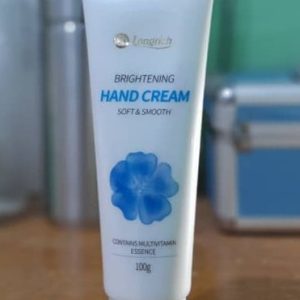 Longrich
BRIGHTENING
HAND CREAM
SOFT & SMOOTH
CONTAINS MULTIVITAMIN
ESSENCE
100g